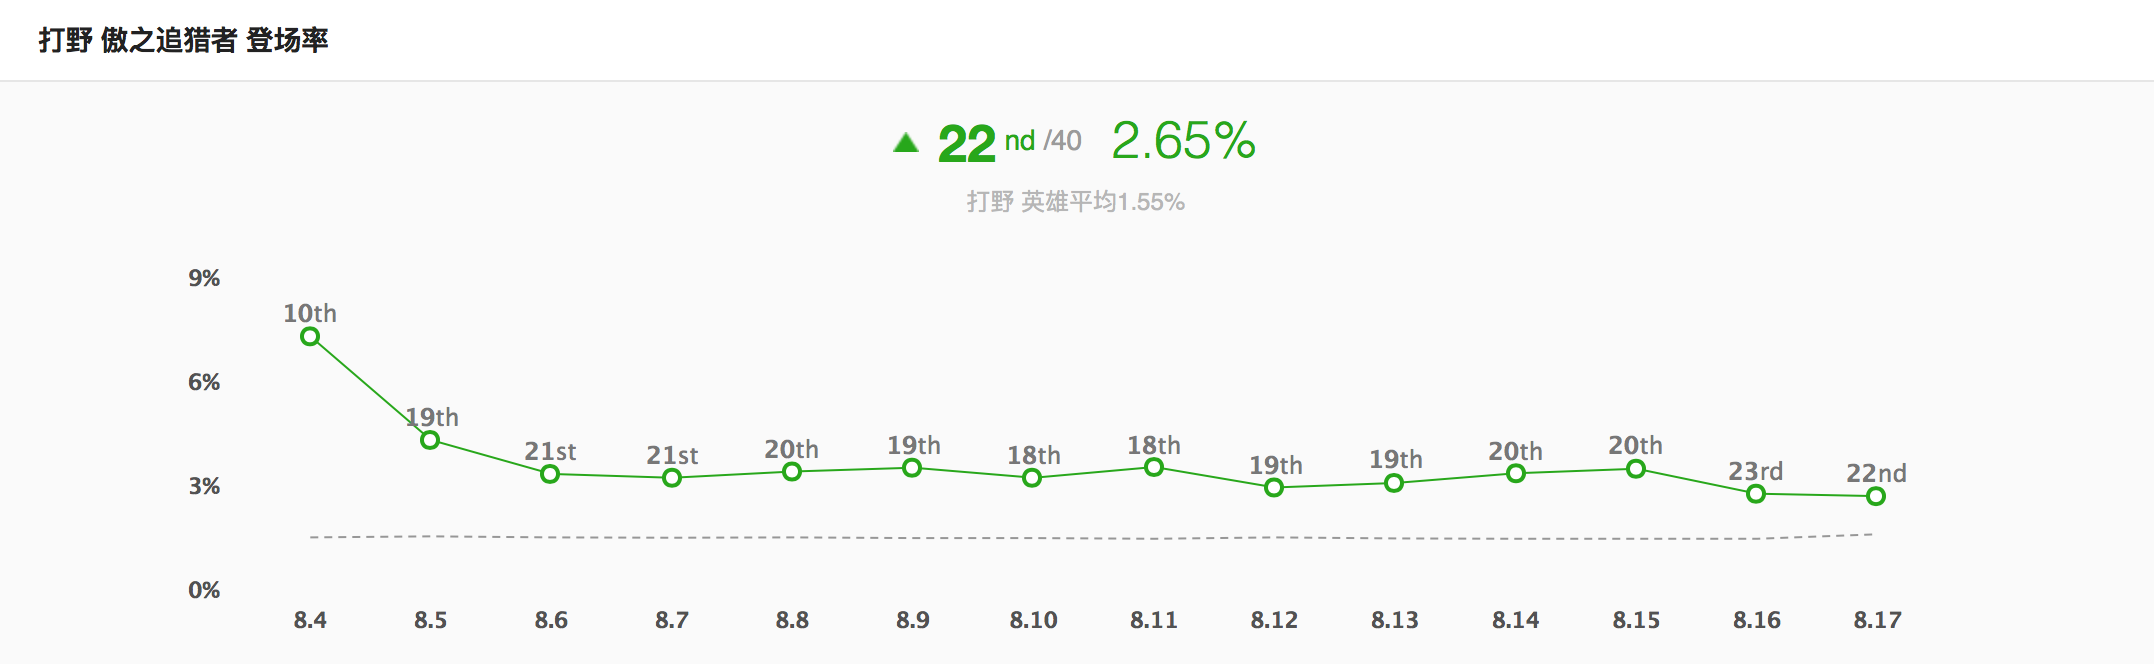 打野 傲之追猎者 登场率
▲ 22 nd /40 2.65%
打野 英雄平均1.55%
9%
10th
6%
19th
21st 21st 20th 19th 18th 18th 19th 19th 20th 20th 23rd 22nd
3%
0%
8.4 8.5 8.6 8.7 8.8 8.9 8.10 8.11 8.12 8.13 8.14 8.15 8.16 8.17